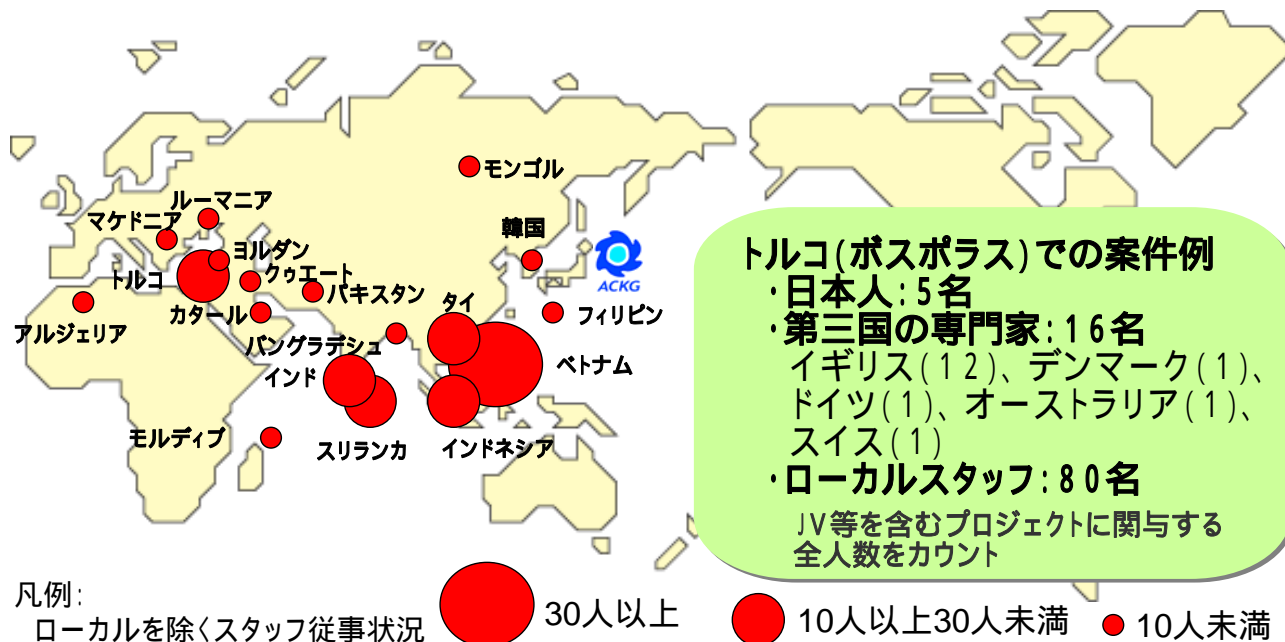 モンゴル
ルーマニア
マケドニア
韓国
ヨルダン
トルコ
クゥエート
パキスタン
ACKG
カタール
タイ
フィリピン
アルジェリア
バングラデシュ
インド
ベトナム
モルディブ
スリランカ
インドネシア
トルコ(ボスポラス)での案件例
・日本人:5名
・第三国の専門家:16名
イギリス(12)、デンマーク(1)、
ドイツ(1)、オーストラリア(1)、
スイス(1)
・ローカルスタッフ:80名
JV等を含むプロジェクトに関与する
全人数をカウント
凡例:
ローカルを除くスタッフ従事状況
30人以上
10人以上30人未満
10人未満